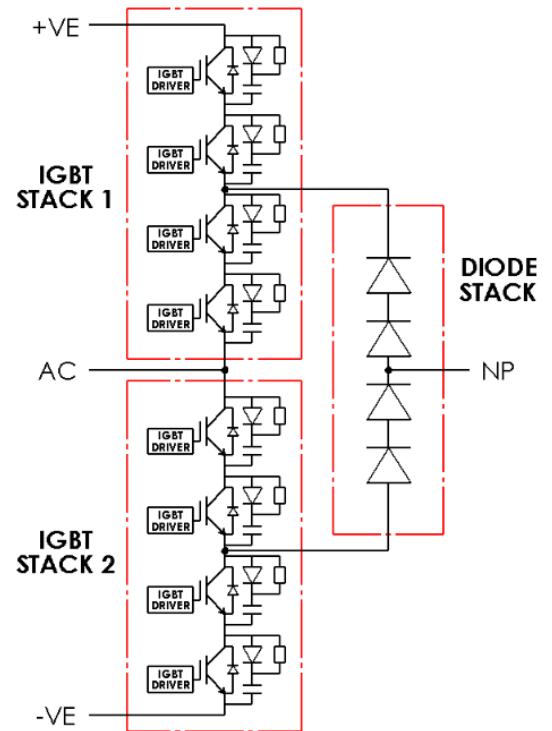 +VE
IGBT
DRIVER
IGBT
DRIVER
IGBT
STACK 1
IGBT
DRIVER
IGBT
DRIVER
DIODE
STACK
AC
NP
IGBT
DRIVER
IGBT
DRIVER
IGBT
STACK 2
IGBT
DRIVER
IGBT
DRIVER
-VE